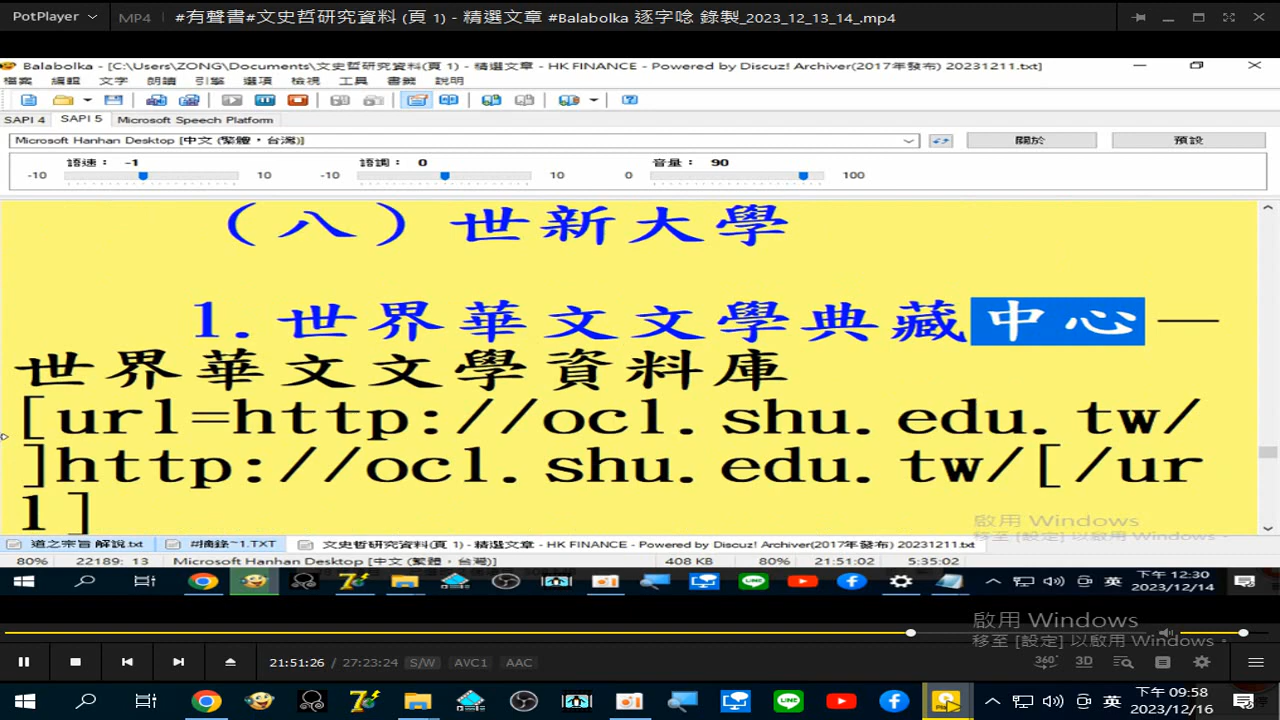 PotPlayer MP4 #有聲書#文史哲研究資料 (頁 1) - 精選文章 #Balabolka 逐字唸 錄製_2023_12_13_14_.mp4
Balabolka - [C:\Users\ZONG\Documents\文史哲研究資料(頁 1) - 精選文章 - HK FINANCE - Powered by Discuz! Archiver(2017年發布) 20231211.txt]
檔案 編輯 文字 朗讀 引擎 選項 檢視 工具 書籤 說明
SAPI 4 SAPI 5 Microsoft Speech Platform
Microsoft Hanhan Desktop [中文 (繁體，台灣)] 關於 預設
語速： -1 語調： 0 音量： 90
-10 10 -10 10 0 100
（八）世新大學
1.世界華文文學典藏中心—
世界華文文學資料庫
[url=http://ocl.shu.edu.tw/
]http://ocl.shu.edu.tw/[/ur
l]
啟用 Windows
移至 [設定] 以啟用 Windows。
道之宗旨 解說.txt #摘錄~1.TXT 文史哲研究資料(頁 1) - 精選文章 - HK FINANCE - Powered by Discuz! Archiver(2017年發布) 20231211.txt
80% 22189: 13 Microsoft Hanhan Desktop [中文 (繁體，台灣)] 408 KB 80% 21:51:02 5:35:02
英 下午 12:30
2023/12/14
啟用 Windows
移至 [設定] 以啟用 Windows。
21:51:26 / 27:23:24 S/W AVC1 AAC 360° 3D
英 下午 09:58
2023/12/16